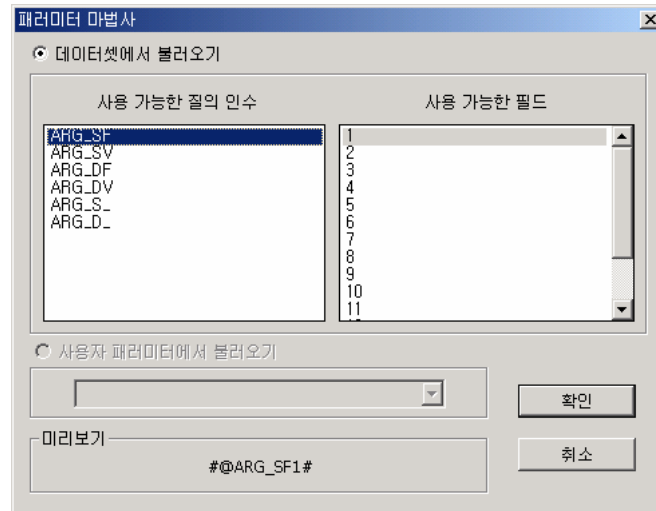 패러미터 마법사
데이터셋에서 불러오기
사용 가능한 질의 인수
사용 가능한 필드
ARG_SF
ARG_SV
ARG_DF
ARG_DV
ARG_S_
ARG_D_
1
2
3
4
5
6
7
8
9
10
11
사용자 패러미터에서 불러오기
확인
미리보기
#@ARG_SF1#
취소